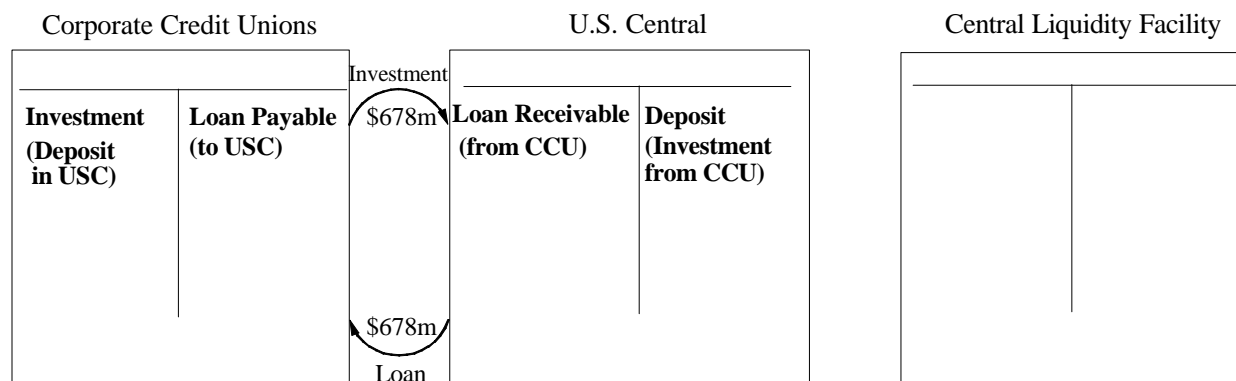 Corporate Credit Unions
U.S. Central
Central Liquidity Facility
Investment
$678m
Investment
(Deposit
in USC)
Loan Payable
(to USC)
Loan Receivable
(from CCU)
Deposit
(Investment
from CCU)
$678m
Loan